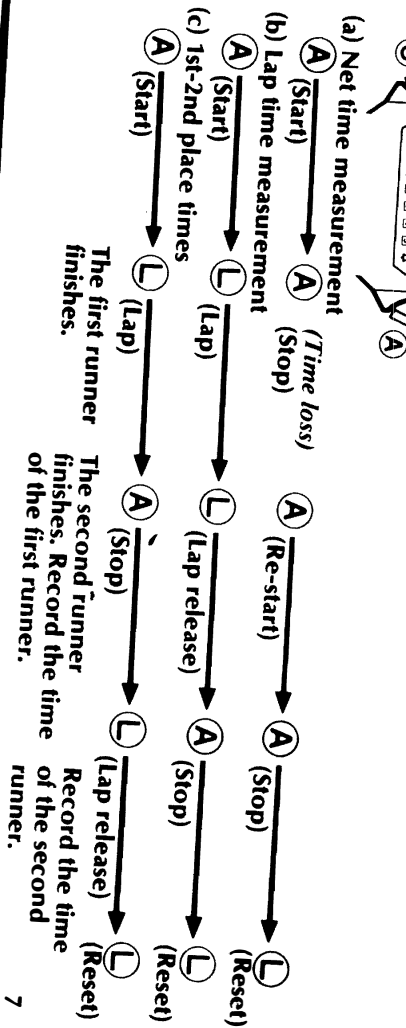 Ⓐ
(a) Net time measurement
Ⓐ → Ⓐ (Time loss) Ⓐ → Ⓐ → Ⓛ
(Start) (Stop) (Re-start) (Stop) (Reset)
(b) Lap time measurement
Ⓐ → Ⓛ → Ⓛ → Ⓐ → Ⓛ
(Start) (Lap) (Lap release) (Stop) (Reset)
(c) 1st-2nd place times
Ⓐ → Ⓛ → Ⓐ → Ⓛ → Ⓛ
(Start) (Lap) (Stop) (Lap release) (Reset)
The first runner
finishes.
The second runner
finishes. Record the time
of the first runner.
Record the time
of the second
runner.
7